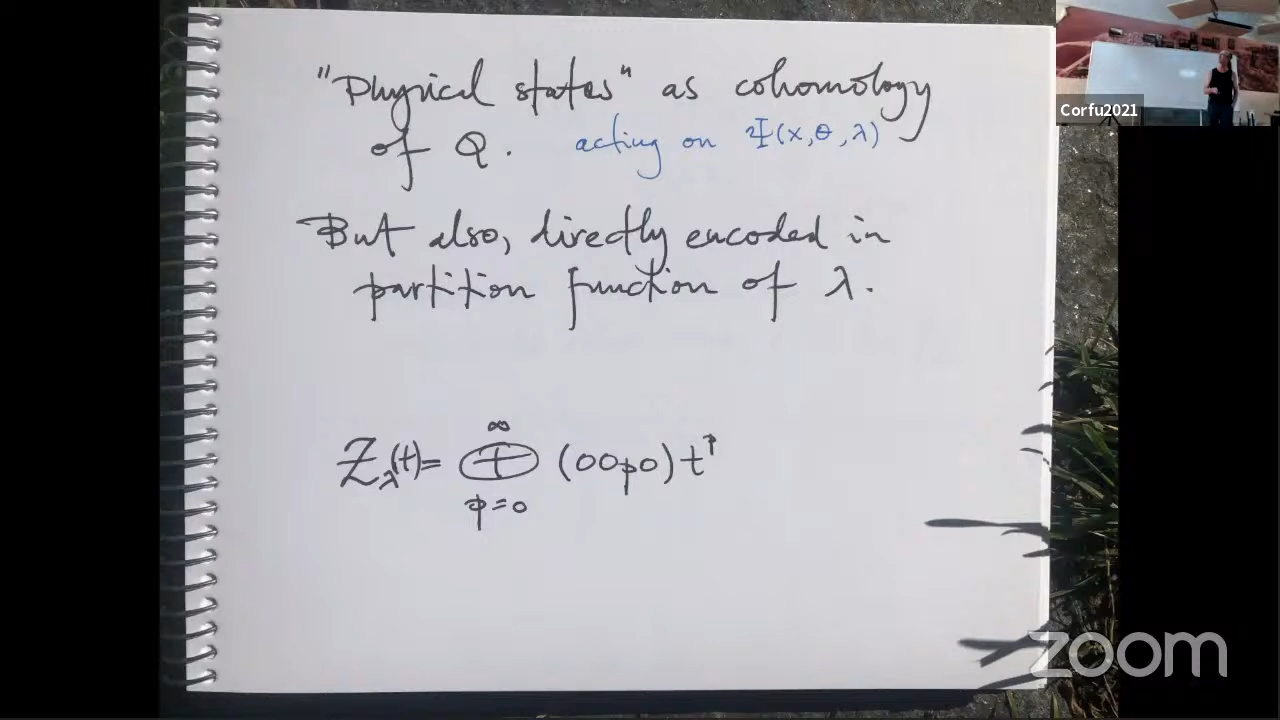 "Physical states" as cohomology
of Q. acting on Ψ(x,θ,λ)
But also, directly encoded in
partition function of λ.
∞
Z_λ(t) = ⊕ (00p0) t^p
p=0
Corfu2021
zoom